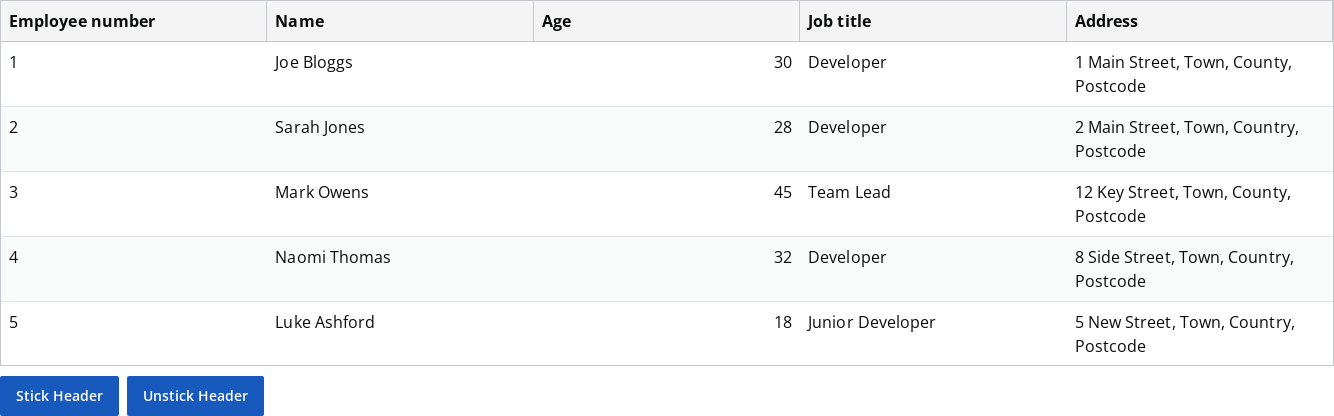 Employee number Name Age Job title Address
1 Joe Bloggs 30 Developer 1 Main Street, Town, County,
Postcode
2 Sarah Jones 28 Developer 2 Main Street, Town, Country,
Postcode
3 Mark Owens 45 Team Lead 12 Key Street, Town, County,
Postcode
4 Naomi Thomas 32 Developer 8 Side Street, Town, Country,
Postcode
5 Luke Ashford 18 Junior Developer 5 New Street, Town, Country,
Postcode
Stick Header Unstick Header